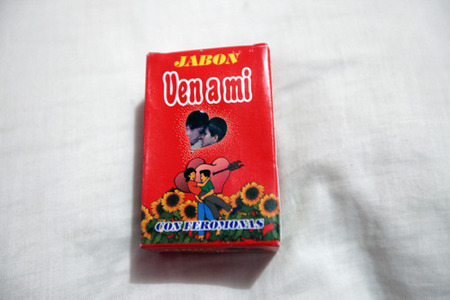 JABON
Ven a mi
CON FEROMONAS